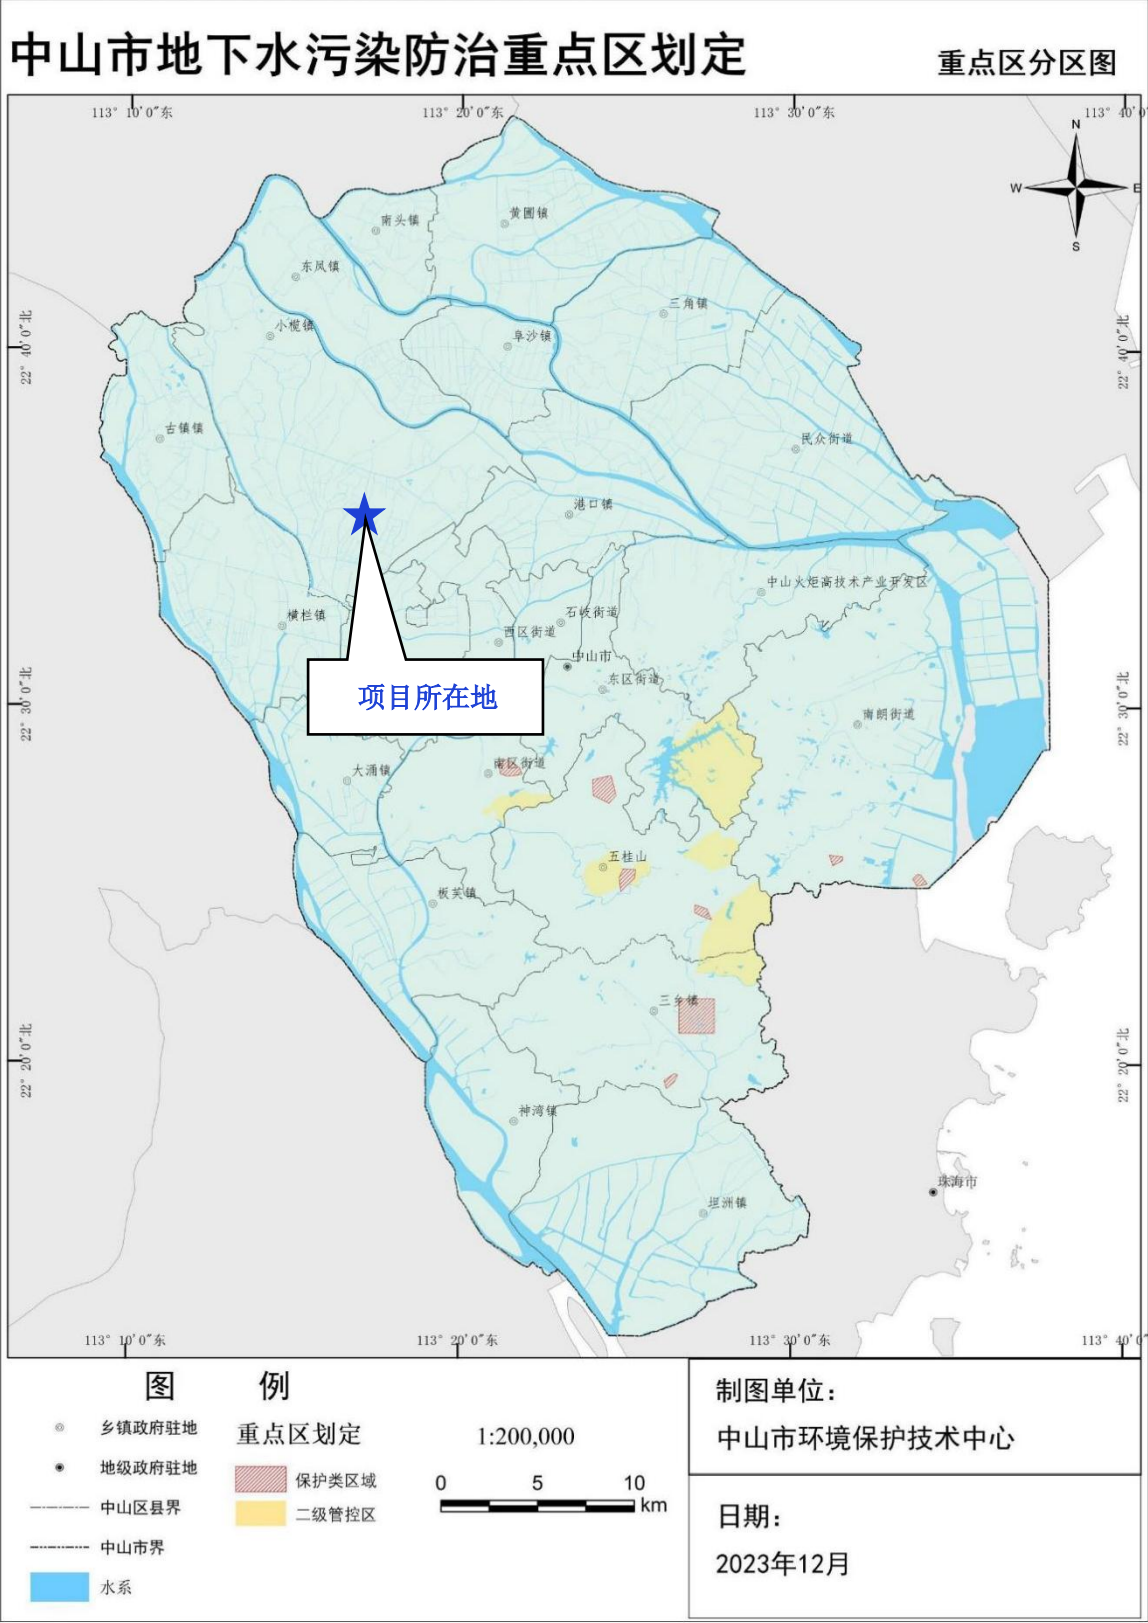 中山市地下水污染防治重点区划定
重点区分区图
113° 10′0″东
113° 20′0″东
113° 30′0″东
113° 40′0
N
W
E
S
南头镇
黄圃镇
东凤镇
小榄镇
三角镇
阜沙镇
22° 40′0″北
22° 40′0″北
古镇镇
民众街道
港口镇
中山火炬高技术产业开发区
横栏镇
石岐街道
西区街道
中山市
东区街道
项目所在地
22° 30′0″北
22° 30′0″北
南朗街道
大涌镇
南区街道
五桂山
板芙镇
三乡镇
22° 20′0″北
22° 20′0″北
神湾镇
坦洲镇
珠海市
113° 10′0″东
113° 20′0″东
113° 30′0″东
113° 40′0
图 例
乡镇政府驻地
地级政府驻地
中山区县界
中山市界
水系
重点区划定
保护类区域
二级管控区
1:200,000
0 5 10
km
制图单位：
中山市环境保护技术中心
日期：
2023年12月